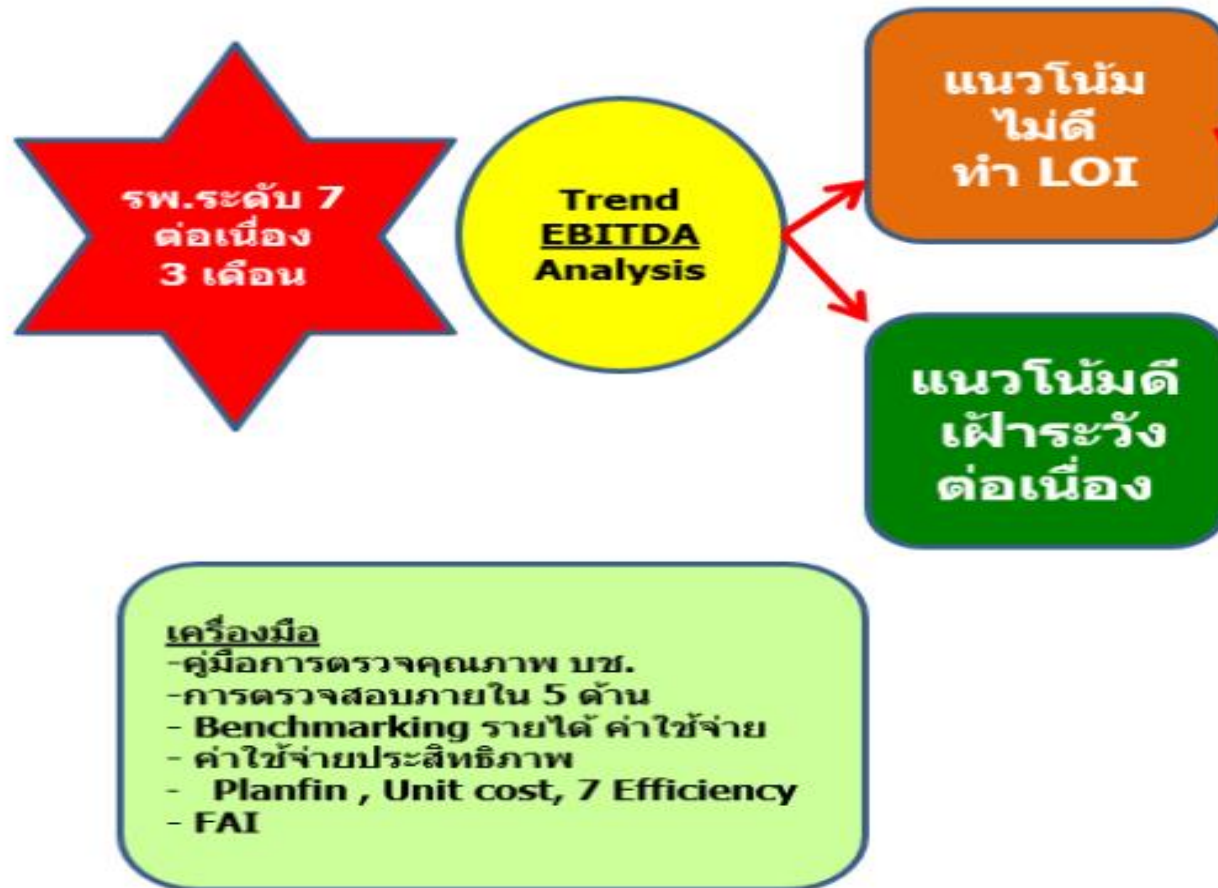 รพ.ระดับ 7
ต่อเนื่อง
3 เดือน
Trend
EBITDA
Analysis
แนวโน้ม
ไม่ดี
ทำ LOI
แนวโน้มดี
เฝ้าระวัง
ต่อเนื่อง
เครื่องมือ
-คู่มือการตรวจคุณภาพ บช.
-การตรวจสอบภายใน 5 ด้าน
- Benchmarking รายได้ ค่าใช้จ่าย
- ค่าใช้จ่ายประสิทธิภาพ
- Planfin , Unit cost, 7 Efficiency
- FAI